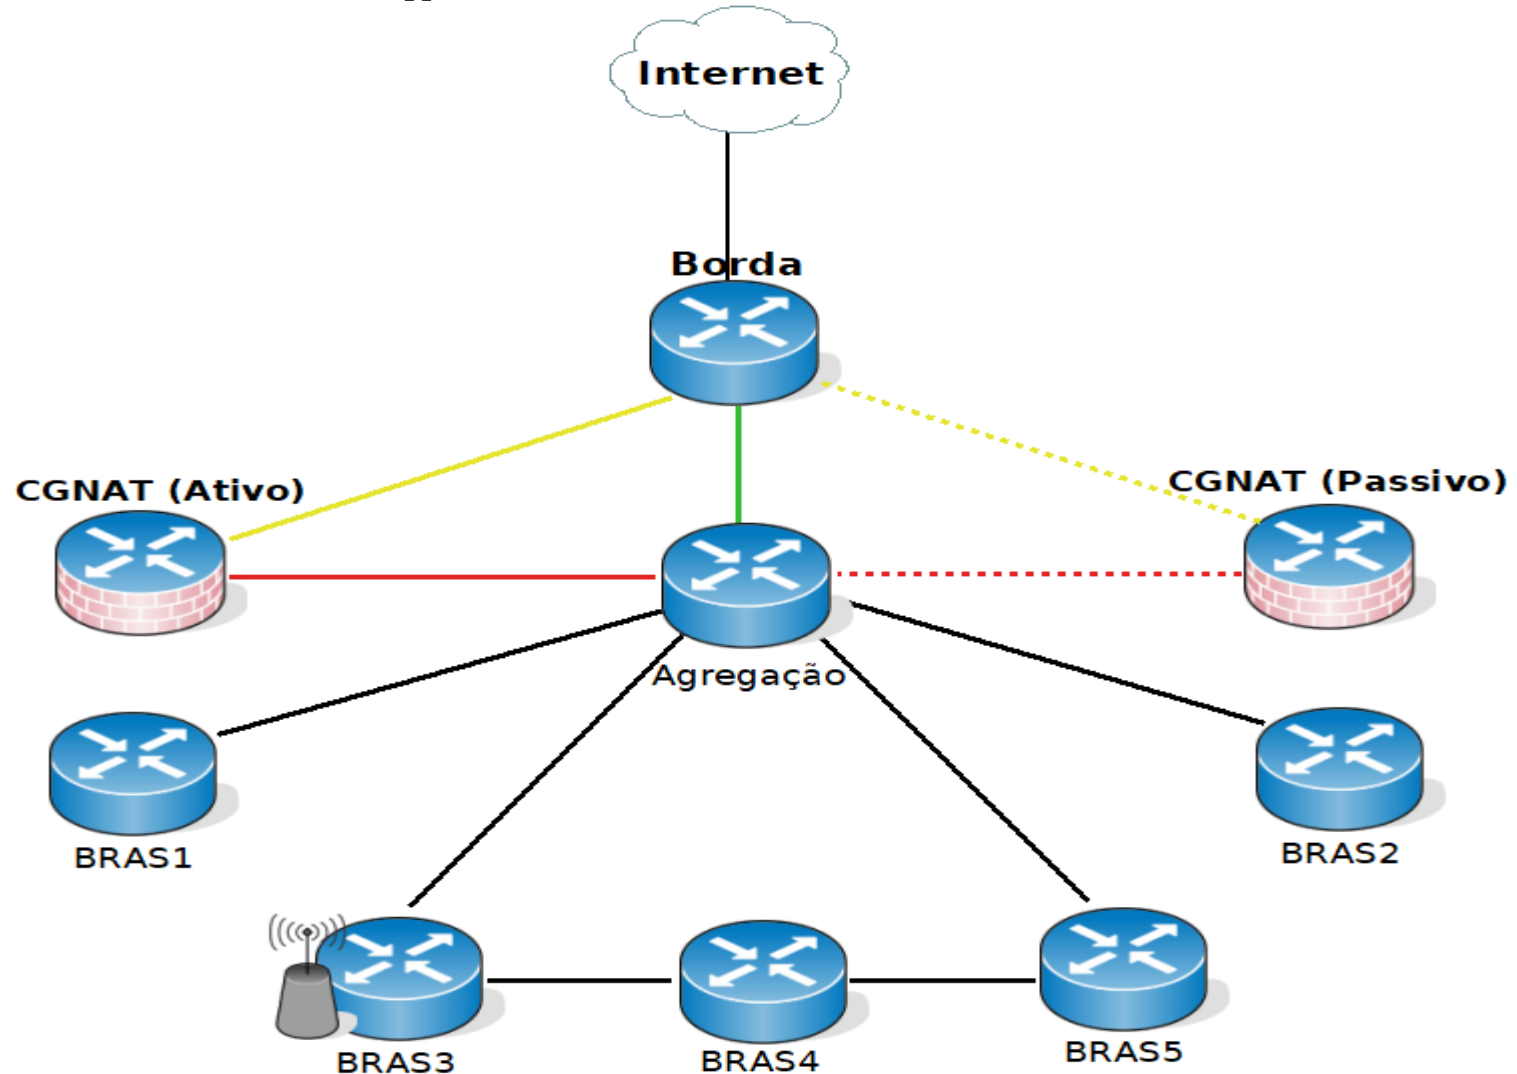 Internet
Borda
CGNAT (Ativo)
CGNAT (Passivo)
Agregação
BRAS1
BRAS2
BRAS3
BRAS4
BRAS5